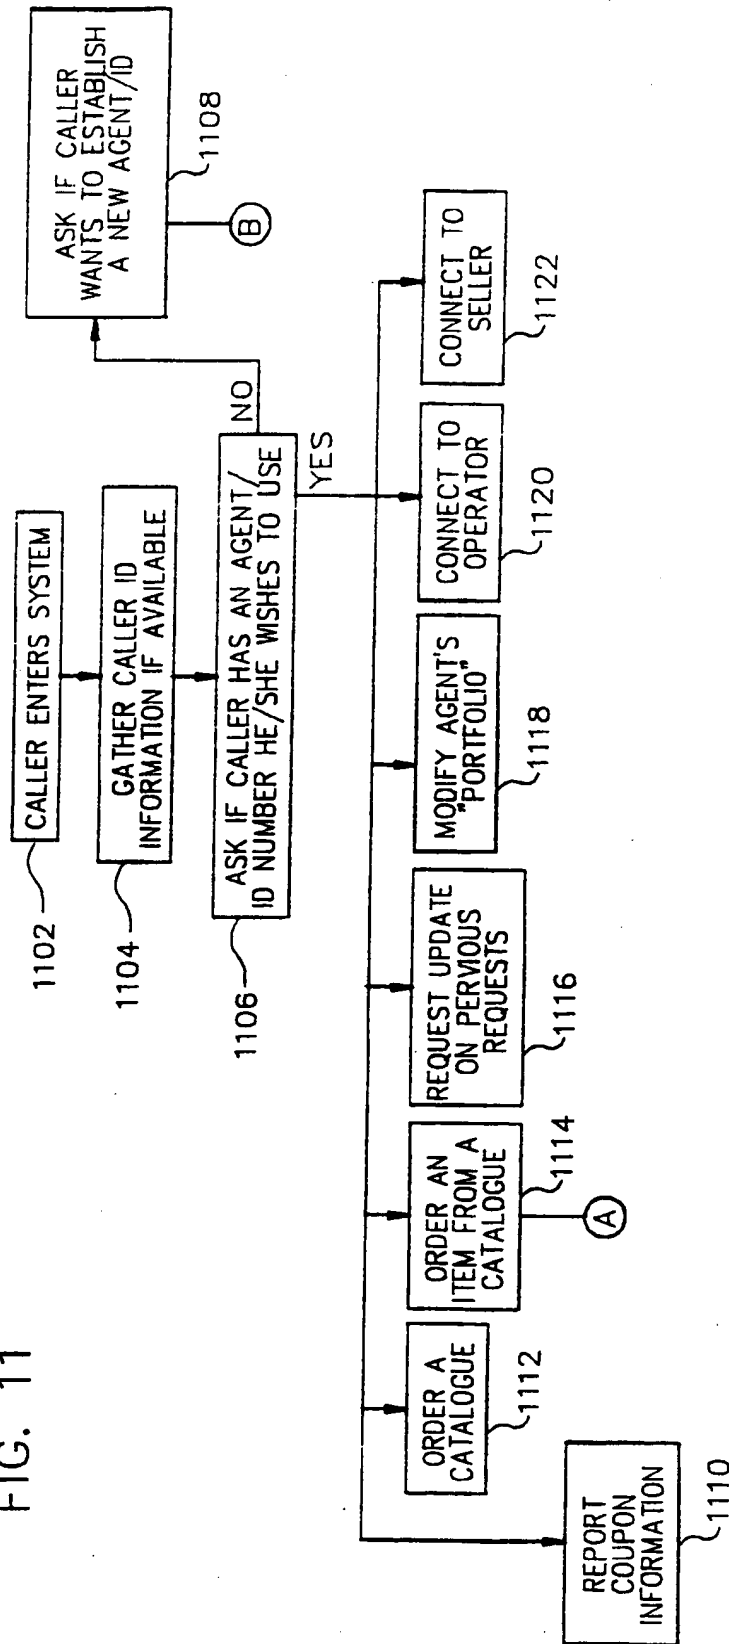 FIG. 11
1102
CALLER ENTERS SYSTEM
1104
GATHER CALLER ID
INFORMATION IF AVAILABLE
1106
ASK IF CALLER HAS AN AGENT/
ID NUMBER HE/SHE WISHES TO USE
NO
YES
ASK IF CALLER
WANTS TO ESTABLISH
A NEW AGENT/ID
1108
B
REPORT
COUPON
INFORMATION
1110
ORDER A
CATALOGUE
1112
ORDER AN
ITEM FROM A
CATALOGUE
1114
A
REQUEST UPDATE
ON PERVIOUS
REQUESTS
1116
MODIFY AGENT'S
"PORTFOLIO"
1118
CONNECT TO
OPERATOR
1120
CONNECT TO
SELLER
1122